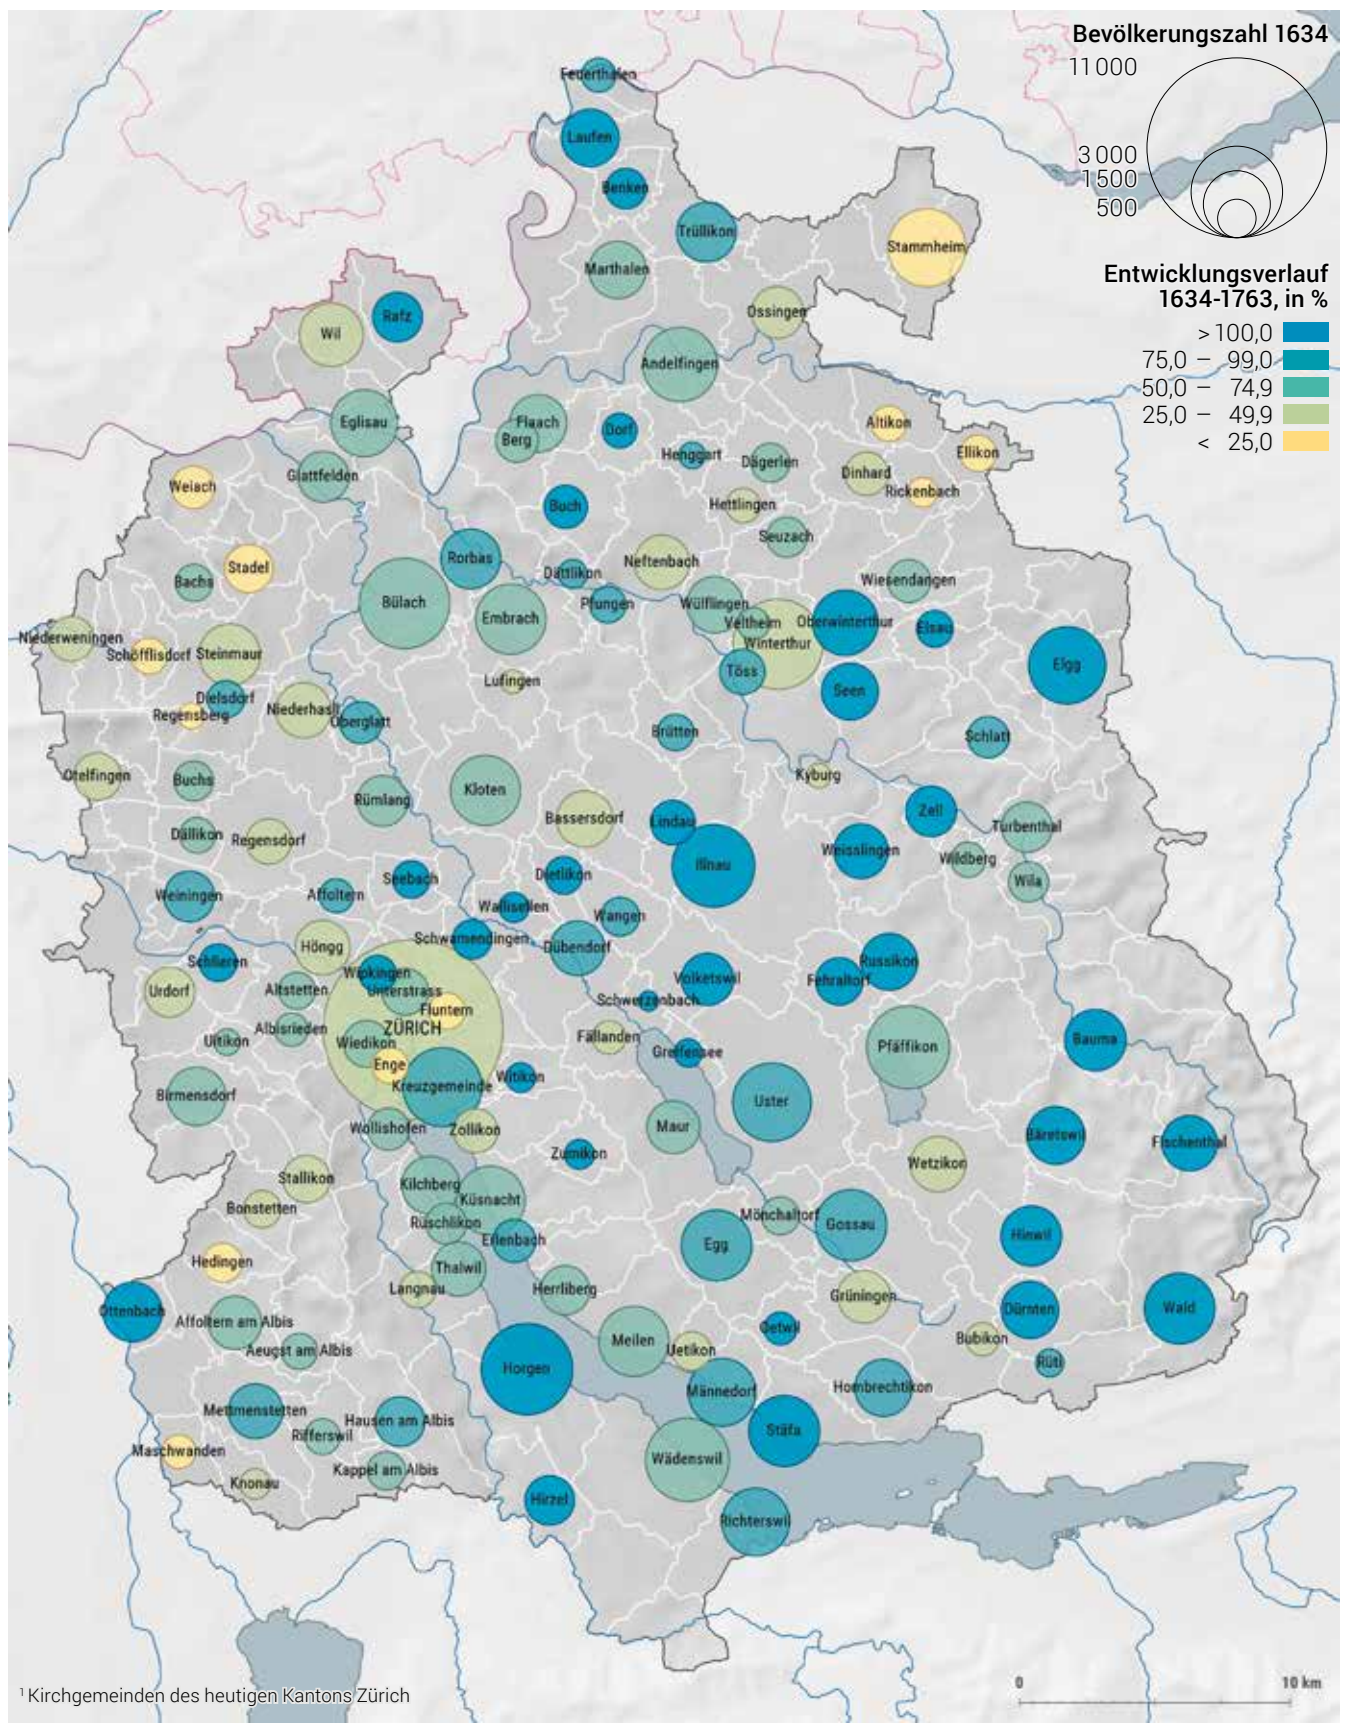 Bevölkerungszahl 1634
11 000
3 000
1 500
500
Entwicklungsverlauf
1634-1763, in %
> 100,0
75,0 – 99,0
50,0 – 74,9
25,0 – 49,9
< 25,0
Feuerthalen
Laufen
Benken
Trüllikon
Stammheim
Marthalen
Ossingen
Rafz
Wil
Andelfingen
Eglisau
Flaach
Berg
Dorf
Altikon
Henggart
Ellikon
Dägerlen
Glattfelden
Dinhard
Weiach
Rickenbach
Buch
Hettlingen
Seuzach
Rorbas
Neftenbach
Stadel
Dättlikon
Bachs
Wiesendangen
Bülach
Pfungen
Wülflingen
Embrach
Veltheim
Oberwinterthur
Elsau
Niederweningen
Winterthur
Schöfflisdorf
Steinmaur
Elgg
Töss
Lufingen
Seen
Dielsdorf
Niederhasli
Regensberg
Oberglatt
Brütten
Schlatt
Otelfingen
Buchs
Kyburg
Kloten
Rümlang
Zell
Bassersdorf
Lindau
Turbenthal
Dällikon
Regensdorf
Weisslingen
Wildberg
Illnau
Dietlikon
Seebach
Wila
Weiningen
Affoltern
Wallisellen
Wangen
Schwamendingen
Höngg
Dübendorf
Schlieren
Russikon
Wipkingen
Volketswil
Fehraltorf
Urdorf
Altstetten
Unterstrass
Schwerzenbach
Fluntern
ZÜRICH
Albisrieden
Uitikon
Wiedikon
Fällanden
Bauma
Pfäffikon
Greifensee
Enge
Witikon
Kreuzgemeinde
Birmensdorf
Uster
Wollishofen
Zollikon
Maur
Bäretswil
Fischenthal
Zumikon
Wetzikon
Stallikon
Kilchberg
Küsnacht
Bonstetten
Mönchaltorf
Rüschlikon
Gossau
Erlenbach
Egg
Hinwil
Hedingen
Thalwil
Langnau
Herrliberg
Grüningen
Ottenbach
Dürnten
Wald
Affoltern am Albis
Oetwil
Bubikon
Meilen
Aeugst am Albis
Uetikon
Rüti
Horgen
Männedorf
Hombrechtikon
Mettmenstetten
Hausen am Albis
Stäfa
Rifferswil
Maschwanden
Wädenswil
Kappel am Albis
Knonau
Hirzel
Richterswil
0 10 km
¹ Kirchgemeinden des heutigen Kantons Zürich